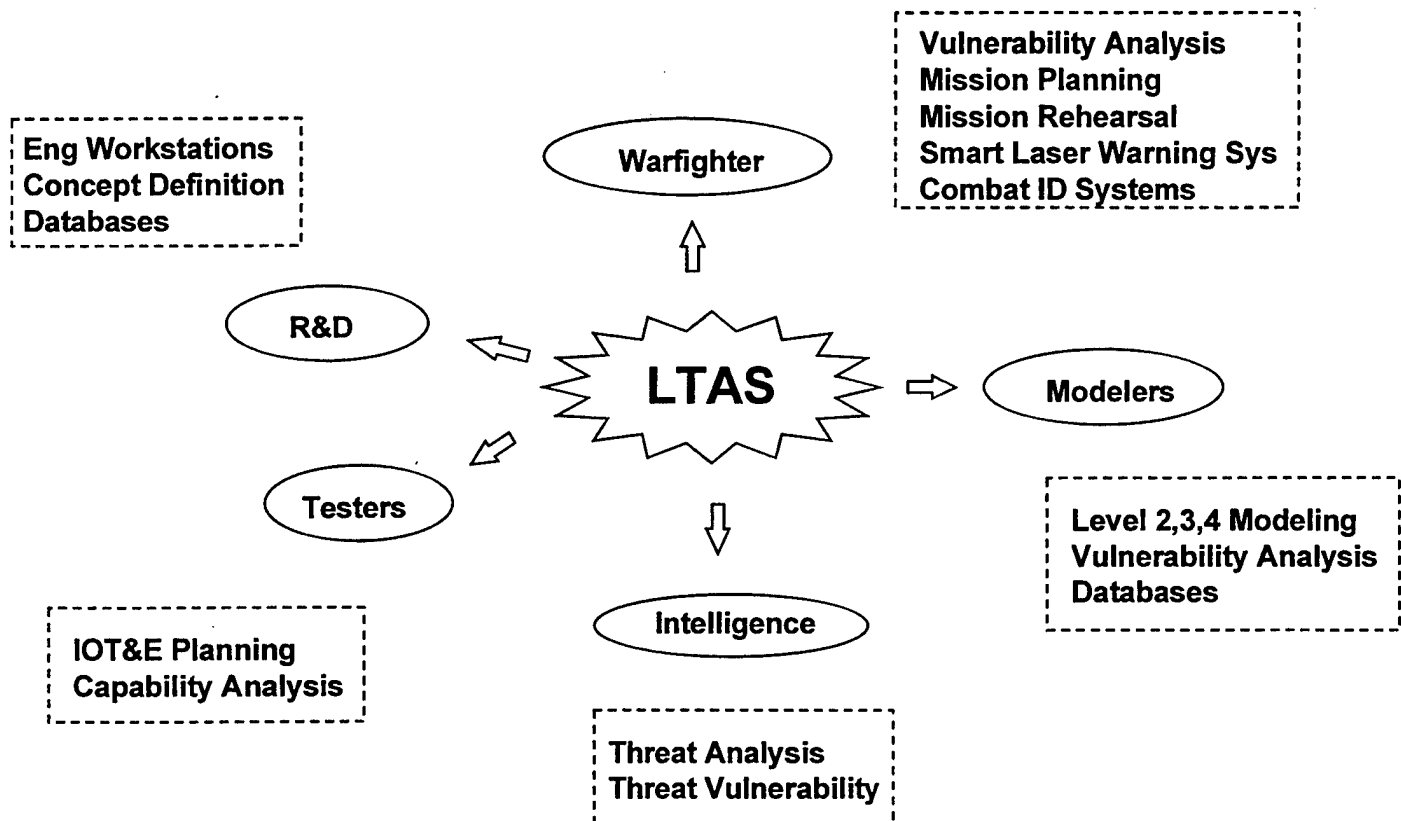 Vulnerability Analysis
Mission Planning
Mission Rehearsal
Smart Laser Warning Sys
Combat ID Systems
Eng Workstations
Concept Definition
Databases
Warfighter
R&D
LTAS
Modelers
Testers
Level 2,3,4 Modeling
Vulnerability Analysis
Databases
Intelligence
IOT&E Planning
Capability Analysis
Threat Analysis
Threat Vulnerability